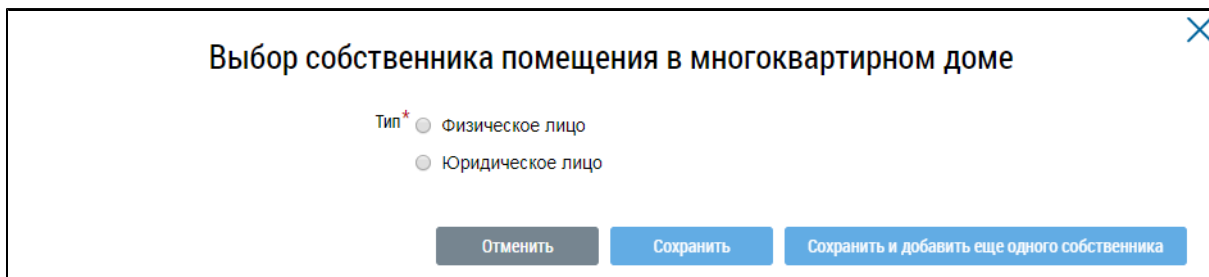 Выбор собственника помещения в многоквартирном доме
Тип* Физическое лицо
Юридическое лицо
Отменить Сохранить Сохранить и добавить еще одного собственника